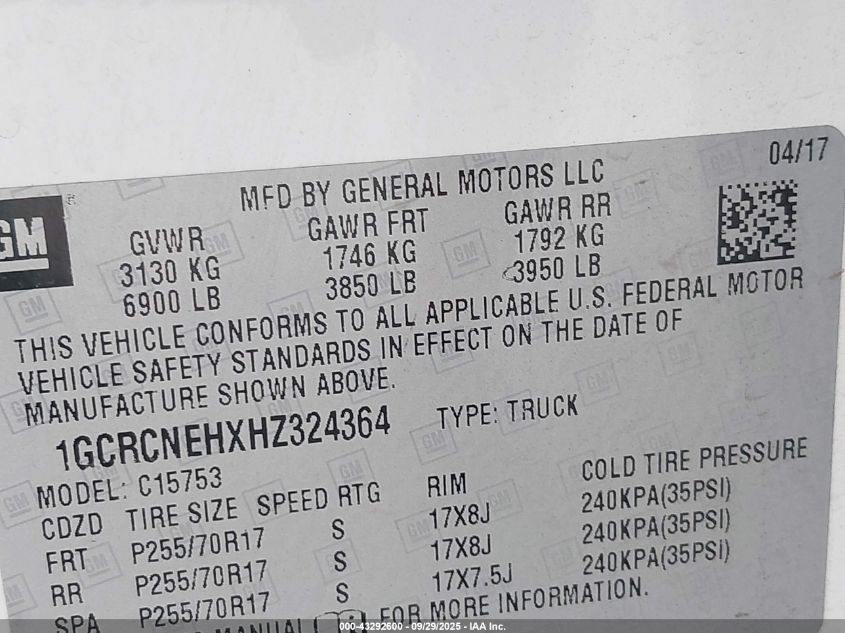 04/17
MFD BY GENERAL MOTORS LLC
GM ®
GVWR GAWR FRT GAWR RR
3130 KG 1746 KG 1792 KG
6900 LB 3850 LB 3950 LB
THIS VEHICLE CONFORMS TO ALL APPLICABLE U.S. FEDERAL MOTOR
VEHICLE SAFETY STANDARDS IN EFFECT ON THE DATE OF
MANUFACTURE SHOWN ABOVE.
1GCRCNEHXHZ324364 TYPE: TRUCK
MODEL: C15753
CDZD TIRE SIZE SPEED RTG RIM COLD TIRE PRESSURE
FRT P255/70R17 S 17X8J 240KPA(35PSI)
RR P255/70R17 S 17X8J 240KPA(35PSI)
SPA P255/70R17 S 17X7.5J 240KPA(35PSI)
MANUAL FOR MORE INFORMATION.
000-43292600 - 09/29/2025 - IAA Inc.